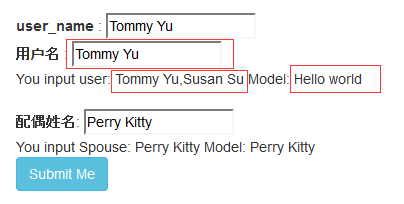 user_name : Tommy Yu
用户名 : Tommy Yu
You input user: Tommy Yu,Susan Su Model: Hello world
配偶姓名: Perry Kitty
You input Spouse: Perry Kitty Model: Perry Kitty
Submit Me